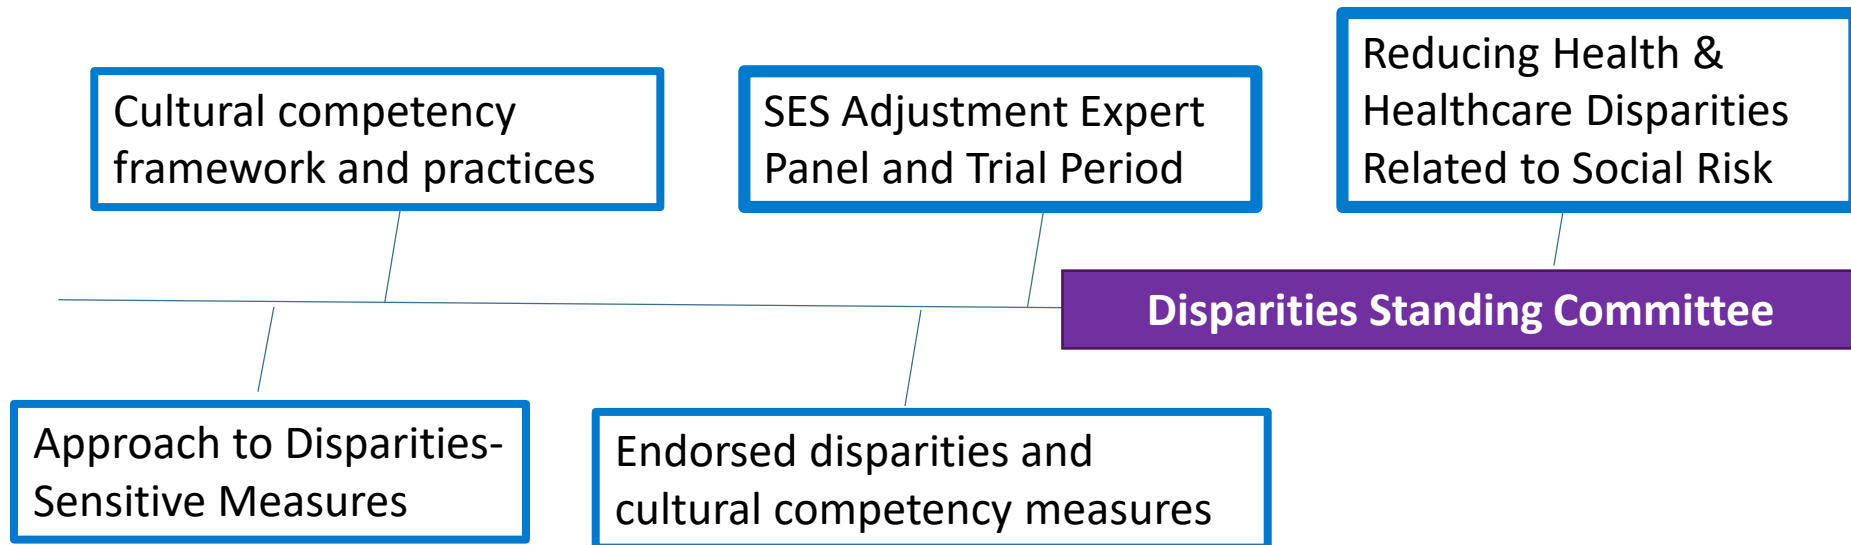 Cultural competency
framework and practices
SES Adjustment Expert
Panel and Trial Period
Reducing Health &
Healthcare Disparities
Related to Social Risk
Disparities Standing Committee
Approach to Disparities-
Sensitive Measures
Endorsed disparities and
cultural competency measures